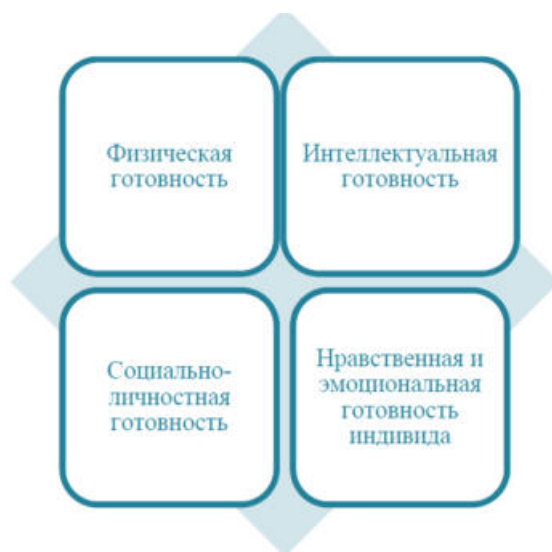 Физическая
готовность
Интеллектуальная
готовность
Социально-
личностная
готовность
Нравственная и
эмоциональная
готовность
индивида